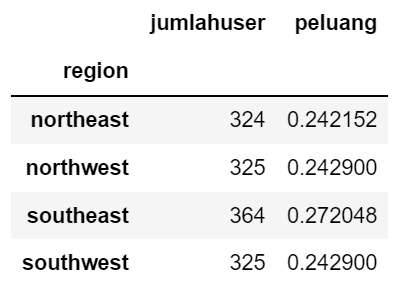 jumlahuser peluang
region
northeast 324 0.242152
northwest 325 0.242900
southeast 364 0.272048
southwest 325 0.242900